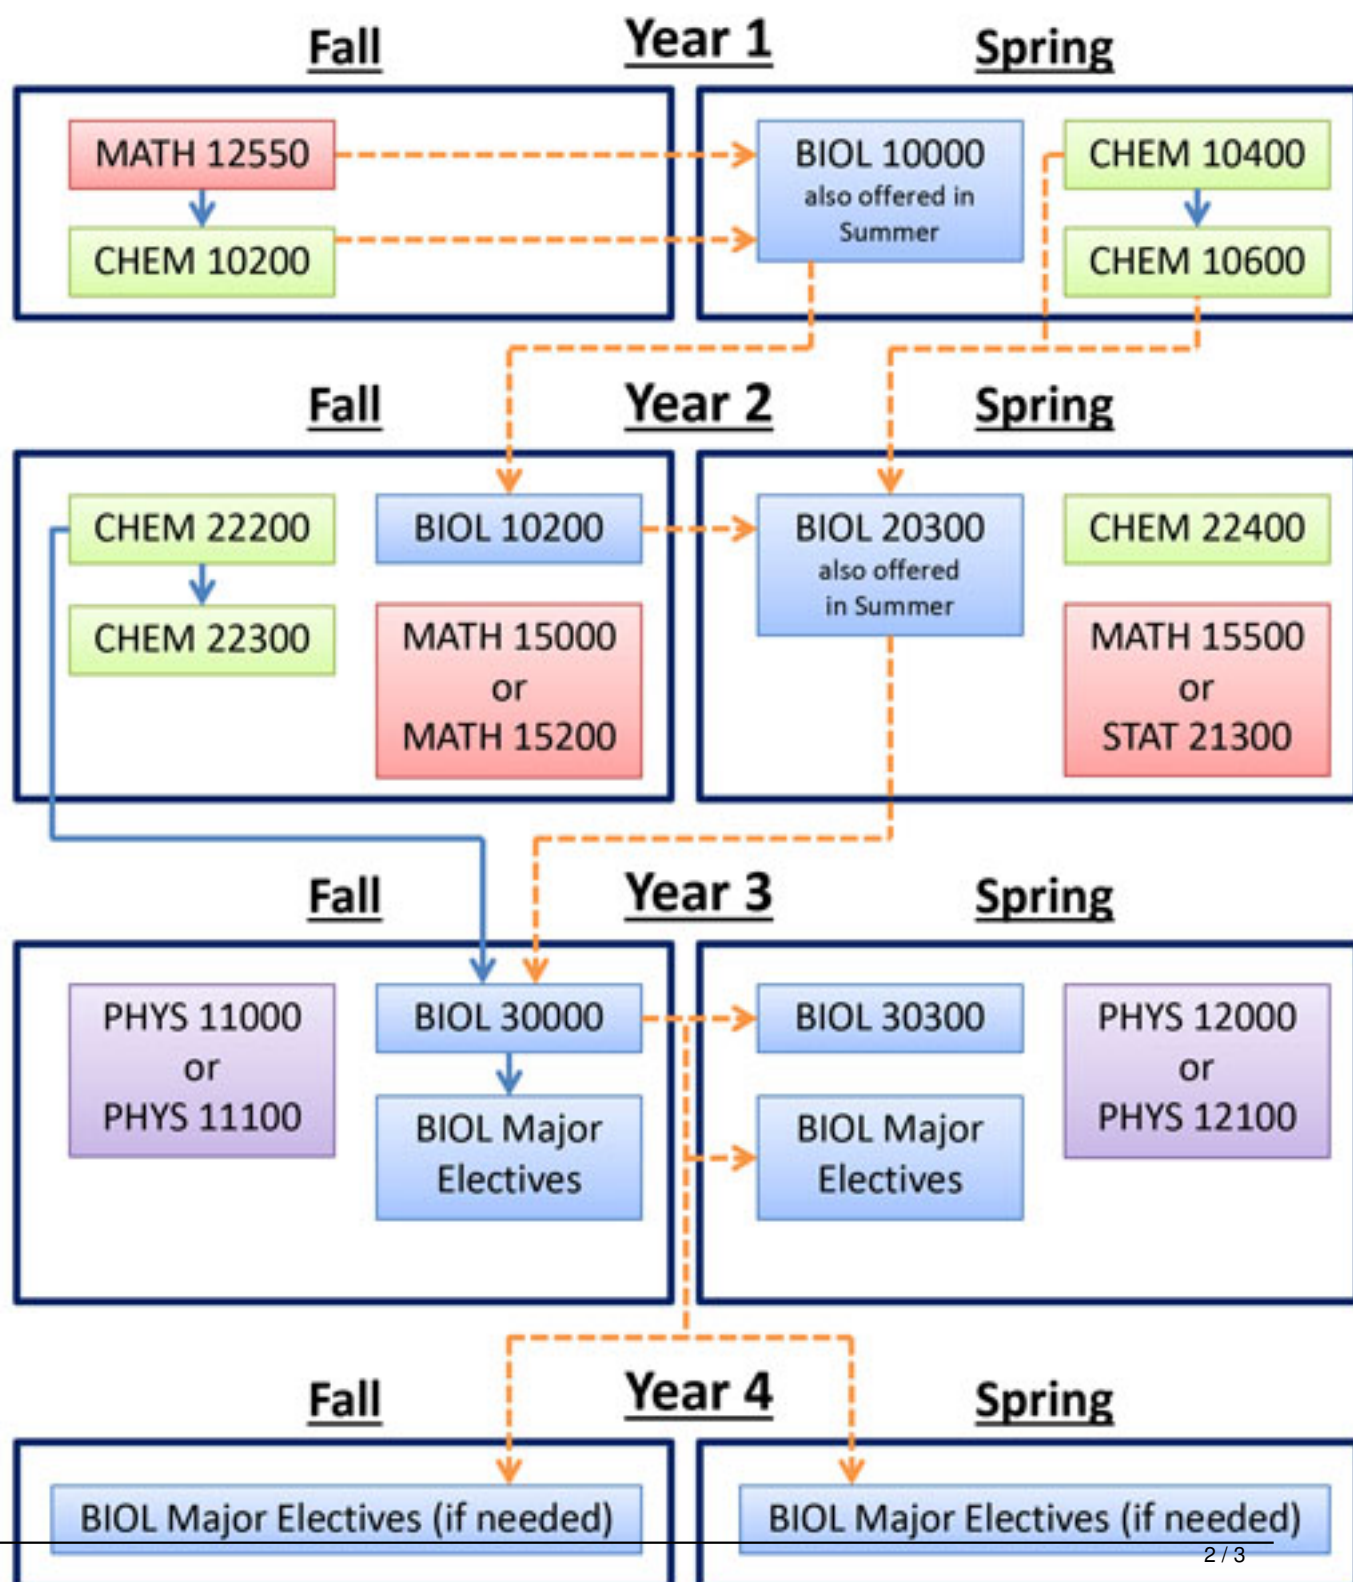 Fall
Year 1
Spring
MATH 12550
CHEM 10200
BIOL 10000
also offered in
Summer
CHEM 10400
CHEM 10600
Fall
Year 2
Spring
CHEM 22200
CHEM 22300
BIOL 10200
MATH 15000
or
MATH 15200
BIOL 20300
also offered
in Summer
CHEM 22400
MATH 15500
or
STAT 21300
Fall
Year 3
Spring
PHYS 11000
or
PHYS 11100
BIOL 30000
BIOL Major
Electives
BIOL 30300
BIOL Major
Electives
PHYS 12000
or
PHYS 12100
Fall
Year 4
Spring
BIOL Major Electives (if needed)
BIOL Major Electives (if needed)
2 / 3